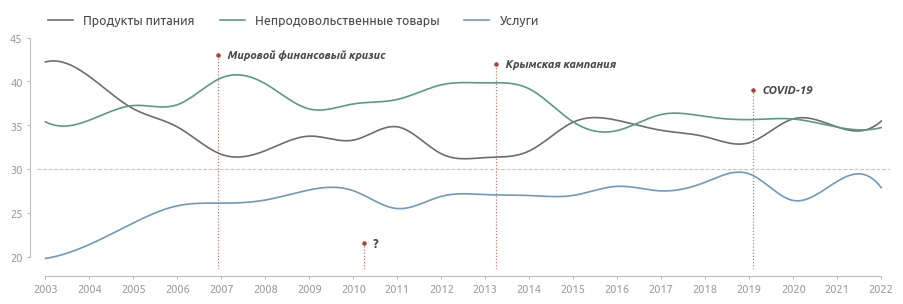 Продукты питания Непродовольственные товары Услуги
45
Мировой финансовый кризис
Крымская кампания
40
COVID-19
35
30
25
?
20
2003 2004 2005 2006 2007 2008 2009 2010 2011 2012 2013 2014 2015 2016 2017 2018 2019 2020 2021 2022